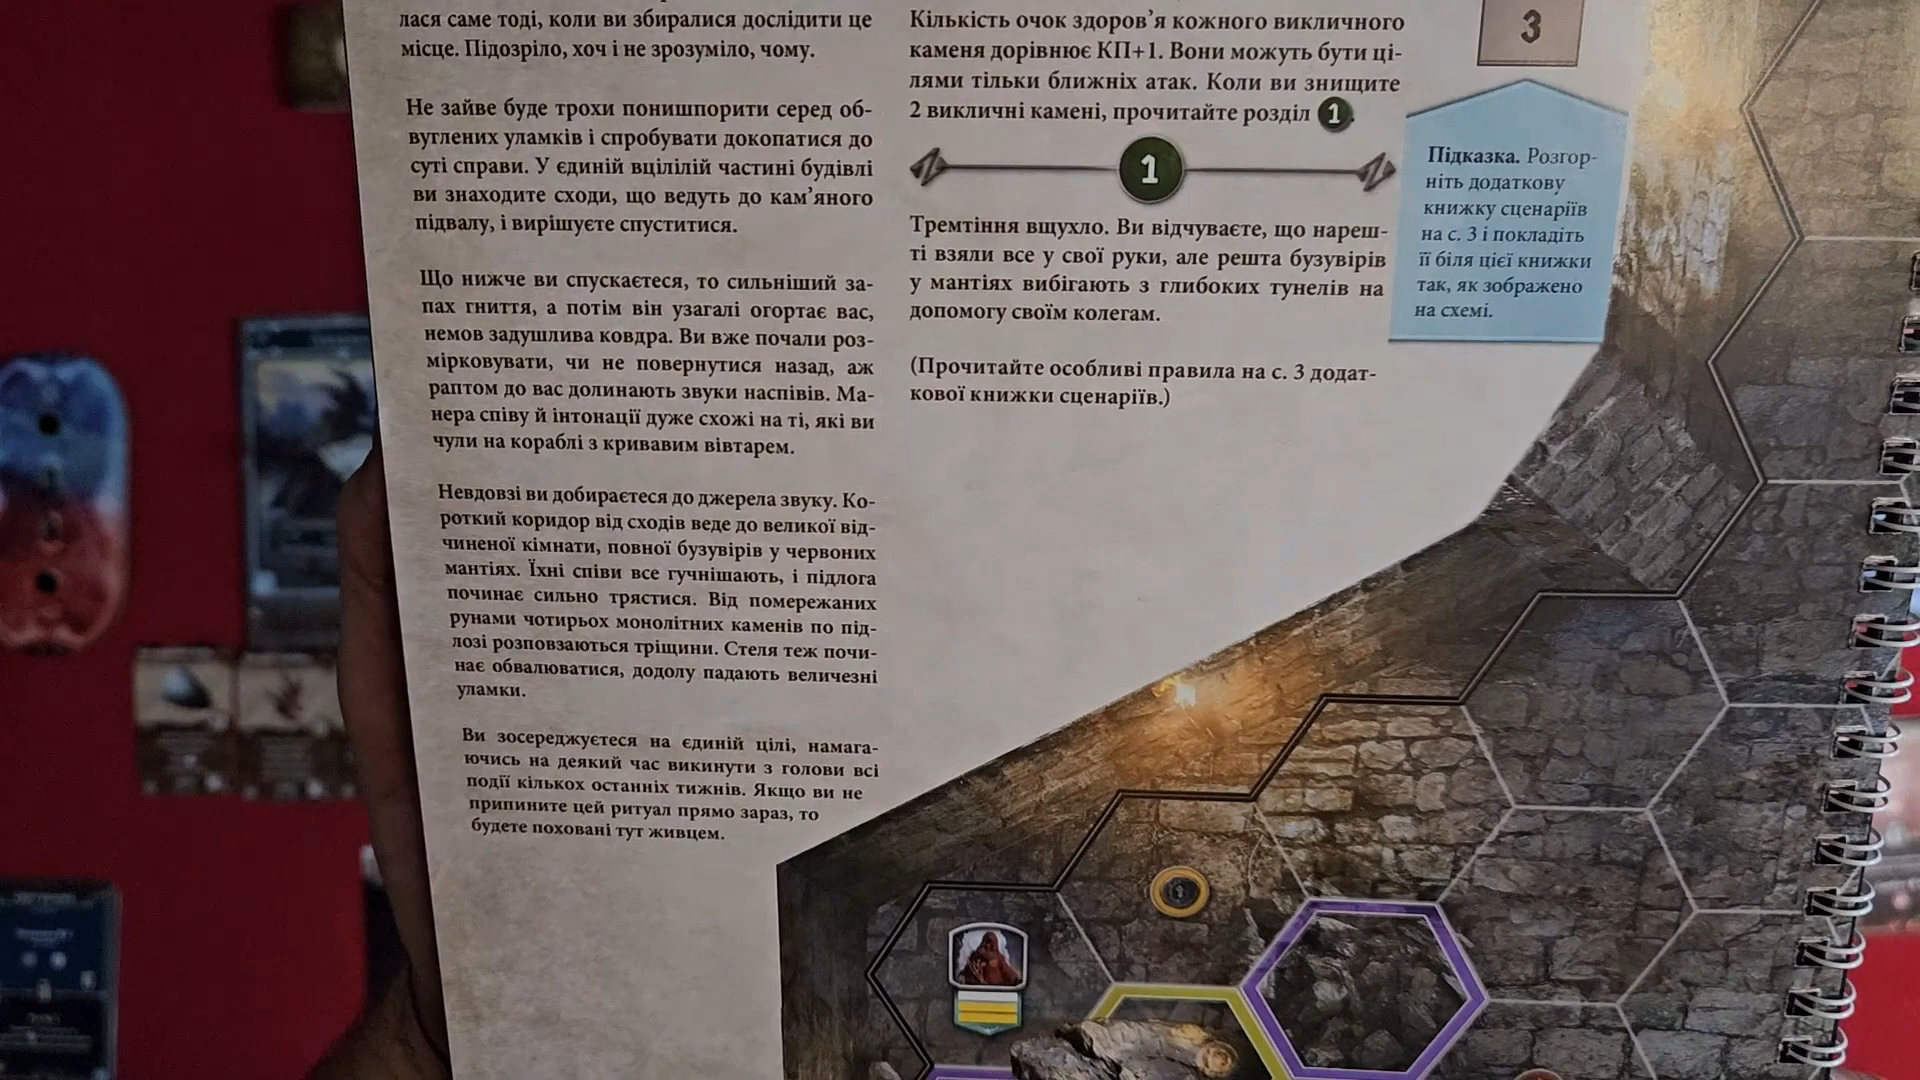 лася саме тоді, коли ви збиралися дослідити це
місце. Підозріло, хоч і не зрозуміло, чому.
Не зайве буде трохи понишпорити серед об-
вуглених уламків і спробувати докопатися до
суті справи. У єдиній вцілілій частині будівлі
ви знаходите сходи, що ведуть до кам’яного
підвалу, і вирішуєте спуститися.
Що нижче ви спускаєтеся, то сильніший за-
пах гниття, а потім він узагалі огортає вас,
немов задушлива ковдра. Ви вже почали роз-
мірковувати, чи не повернутися назад, аж
раптом до вас долинають звуки наспівів. Ма-
нера співу й інтонації дуже схожі на ті, які ви
чули на кораблі з кривавим вівтарем.
Невдовзі ви добираєтеся до джерела звуку. Ко-
роткий коридор від сходів веде до великої від-
чиненої кімнати, повної бузувірів у червоних
мантіях. Їхні співи все гучнішають, і підлога
починає сильно трястися. Від помережаних
рунами чотирьох монолітних каменів по під-
лозі розповзаються тріщини. Стеля теж почи-
нає обвалюватися, додолу падають величезні
уламки.
Ви зосереджуєтеся на єдиній цілі, намага-
ючись на деякий час викинути з голови всі
події кількох останніх тижнів. Якщо ви не
припините цей ритуал прямо зараз, то
будете поховані тут живцем.
Кількість очок здоров’я кожного викличного
каменя дорівнює КП+1. Вони можуть бути ці-
лями тільки ближніх атак. Коли ви знищите
2 викличні камені, прочитайте розділ 1.
1
Тремтіння вщухло. Ви відчуваєте, що нареш-
ті взяли все у свої руки, але решта бузувірів
у мантіях вибігають з глибоких тунелів на
допомогу своїм колегам.
(Прочитайте особливі правила на с. 3 додат-
кової книжки сценаріїв.)
3
Підказка. Розгор-
ніть додаткову
книжку сценаріїв
на с. 3 і покладіть
її біля цієї книжки
так, як зображено
на схемі.